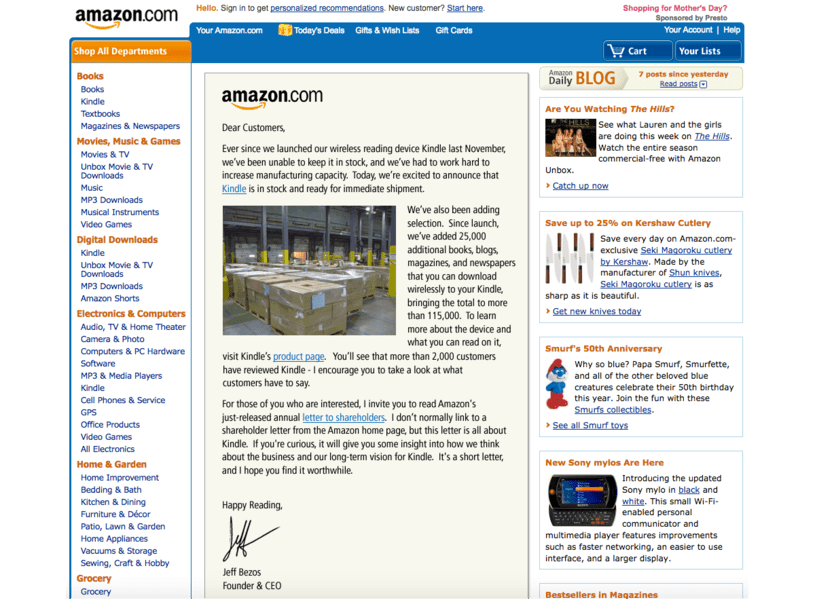 amazon.com
Hello. Sign in to get personalized recommendations. New customer? Start here.
Shopping for Mother's Day?
Sponsored by Presto
Your Amazon.com
Today's Deals
Gifts & Wish Lists
Gift Cards
Your Account | Help
Shop All Departments
Cart
Your Lists
Books
Books
Kindle
Textbooks
Magazines & Newspapers
Movies, Music & Games
Movies & TV
Unbox Movie & TV
Downloads
Music
MP3 Downloads
Musical Instruments
Video Games
Digital Downloads
Kindle
Unbox Movie & TV
Downloads
MP3 Downloads
Amazon Shorts
Electronics & Computers
Audio, TV & Home Theater
Camera & Photo
Computers & PC Hardware
Software
MP3 & Media Players
Kindle
Cell Phones & Service
GPS
Office Products
Video Games
All Electronics
Home & Garden
Home Improvement
Bedding & Bath
Kitchen & Dining
Furniture & Décor
Patio, Lawn & Garden
Home Appliances
Vacuums & Storage
Sewing, Craft & Hobby
Grocery
Grocery
amazon.com
Dear Customers,
Ever since we launched our wireless reading device Kindle last November,
we've been unable to keep it in stock, and we've had to work hard to
increase manufacturing capacity. Today, we're excited to announce that
Kindle is in stock and ready for immediate shipment.
We've also been adding
selection. Since launch,
we've added 25,000
additional books, blogs,
magazines, and newspapers
that you can download
wirelessly to your Kindle,
bringing the total to more
than 115,000. To learn
more about the device and
what you can read on it,
visit Kindle's product page. You'll see that more than 2,000 customers
have reviewed Kindle - I encourage you to take a look at what
customers have to say.
For those of you who are interested, I invite you to read Amazon's
just-released annual letter to shareholders. I don't normally link to a
shareholder letter from the Amazon home page, but this letter is all about
Kindle. If you're curious, it will give you some insight into how we think
about the business and our long-term vision for Kindle. It's a short letter,
and I hope you find it worthwhile.
Happy Reading,
Jeff
Jeff Bezos
Founder & CEO
Amazon
Daily BLOG
7 posts since yesterday
Read posts
Are You Watching The Hills?
See what Lauren and the girls
are doing this week on The Hills.
Watch the entire season
commercial-free with Amazon
Unbox.
Catch up now
Save up to 25% on Kershaw Cutlery
Save every day on Amazon.com-
exclusive Seki Magoroku cutlery
by Kershaw. Made by the
manufacturer of Shun knives,
Seki Magoroku cutlery is as
sharp as it is beautiful.
Get new knives today
Smurf's 50th Anniversary
Why so blue? Papa Smurf, Smurfette,
and all of the other beloved blue
creatures celebrate their 50th birthday
this year. Join the fun with these
Smurfs collectibles.
See all Smurf toys
New Sony mylos Are Here
Introducing the updated
Sony mylo in black and
white. This small Wi-Fi-
enabled personal
communicator and
multimedia player features improvements
such as faster networking, an easier to use
interface, and a larger display.
Bestsellers in Magazines